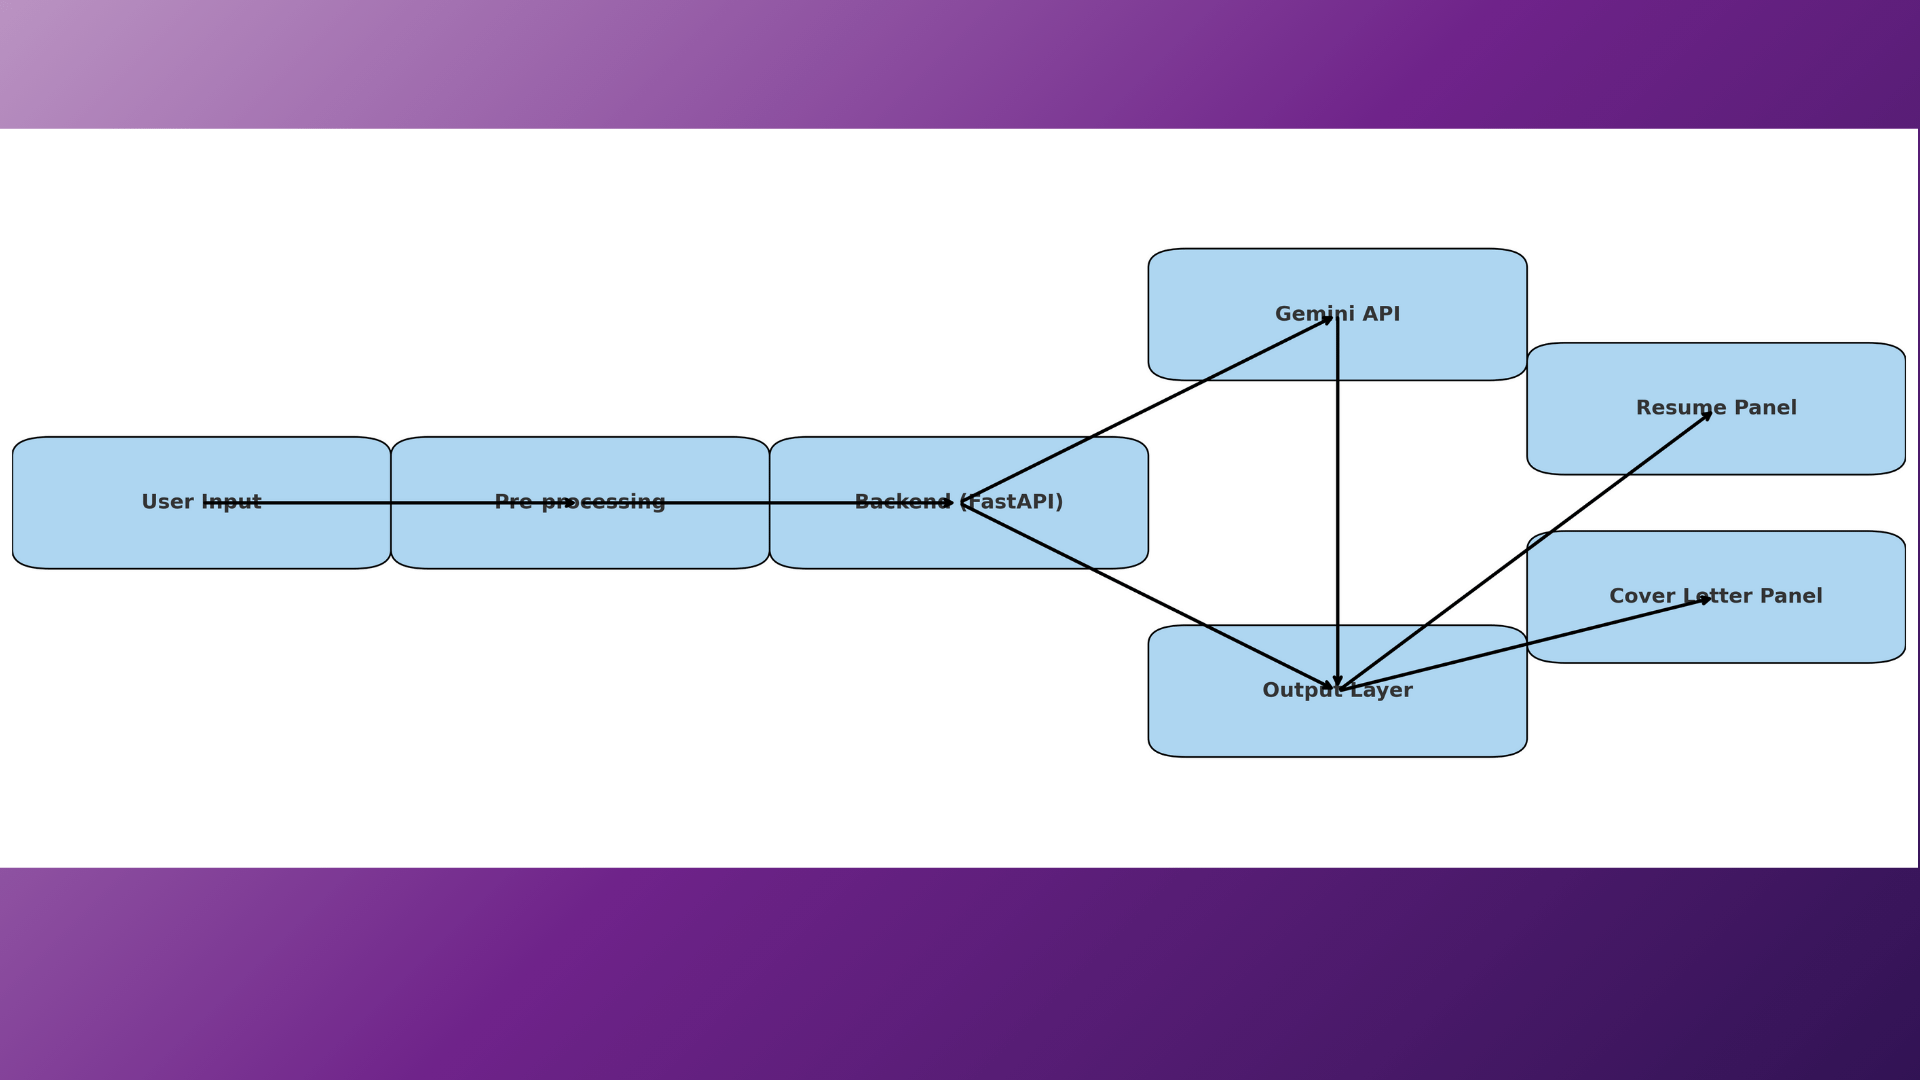 User Input
Pre-processing
Backend (FastAPI)
Gemini API
Output Layer
Resume Panel
Cover Letter Panel